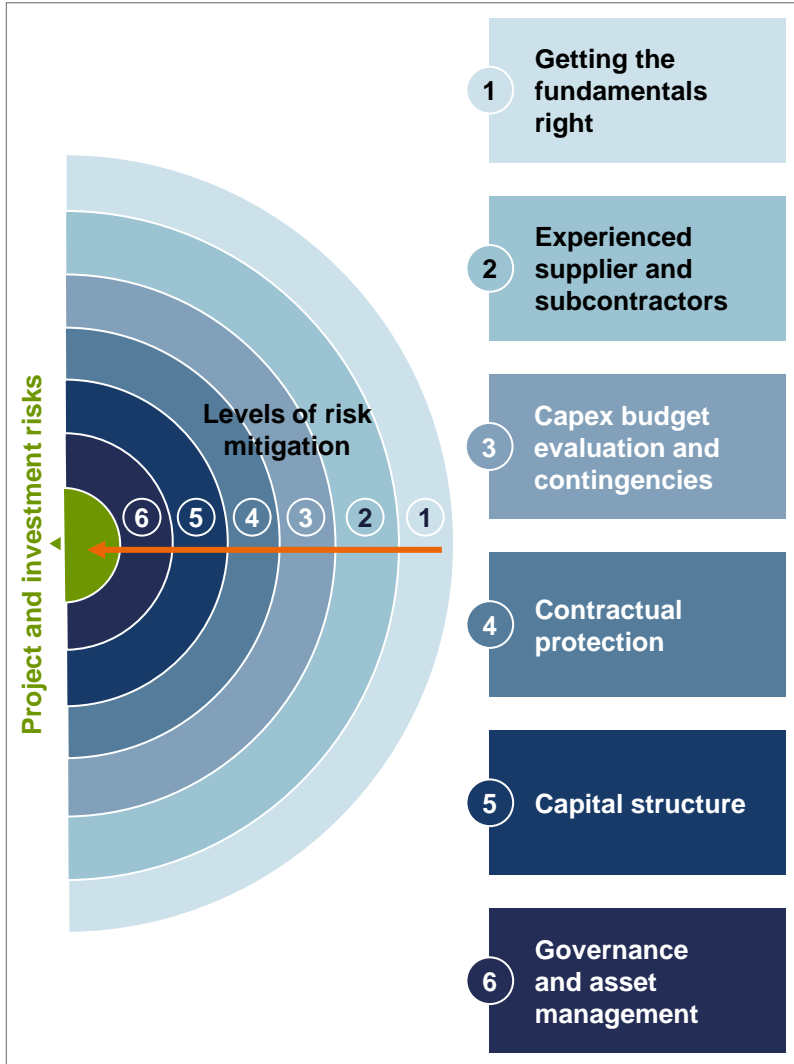 Project and investment risks
Levels of risk
mitigation
6 5 4 3 2 1
1
Getting the
fundamentals
right
2
Experienced
supplier and
subcontractors
3
Capex budget
evaluation and
contingencies
4
Contractual
protection
5
Capital structure
6
Governance
and asset
management